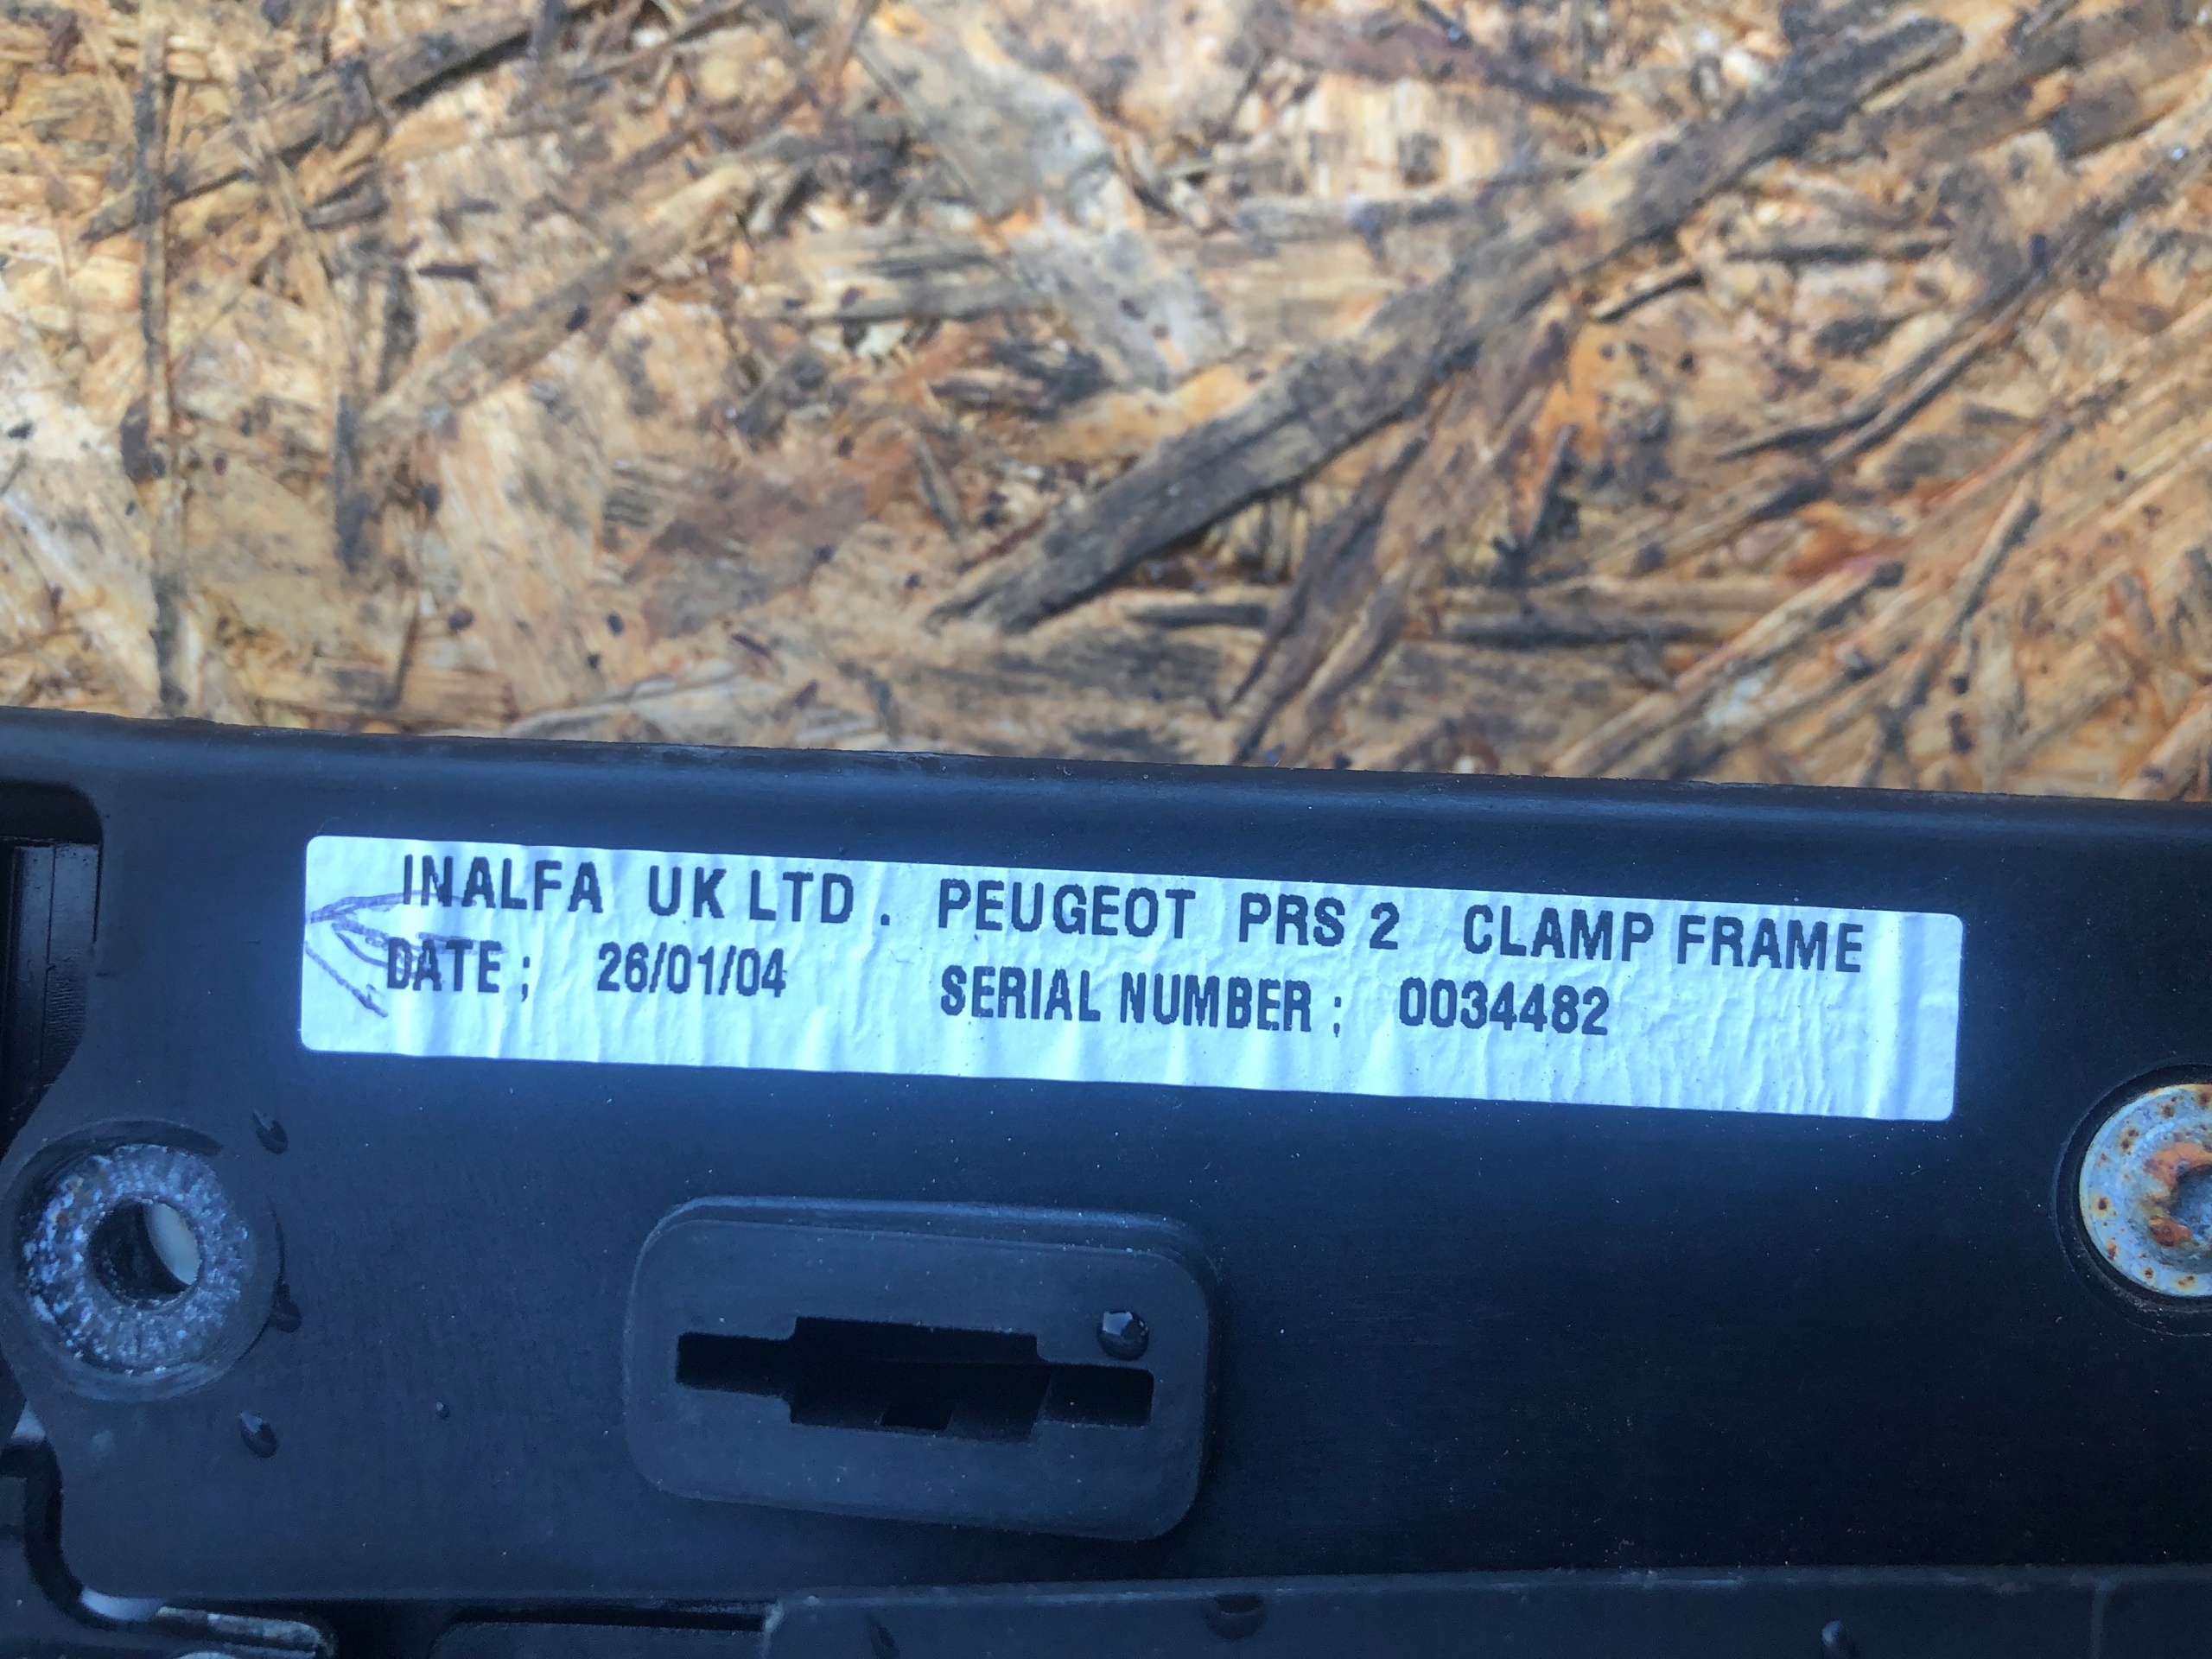 INALFA UK LTD . PEUGEOT PRS 2 CLAMP FRAME
DATE ; 26/01/04 SERIAL NUMBER ; 0034482